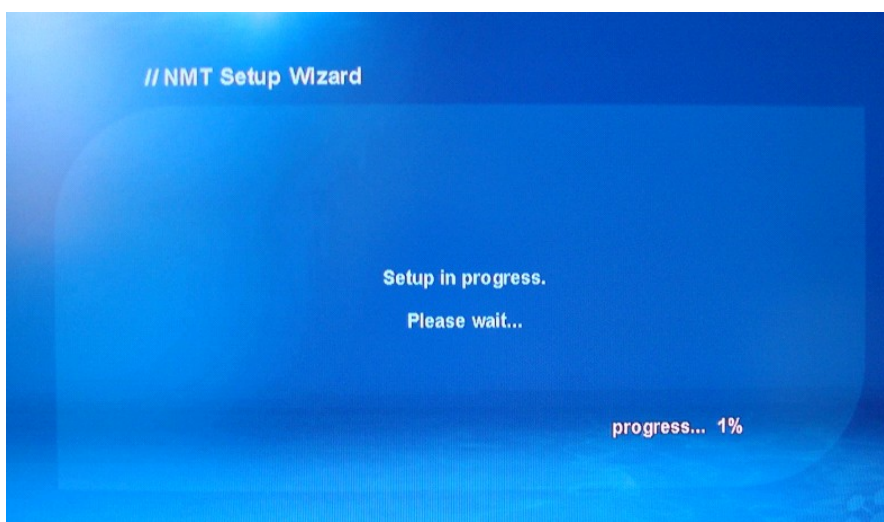 // NMT Setup Wizard
Setup in progress.
Please wait...
progress... 1%